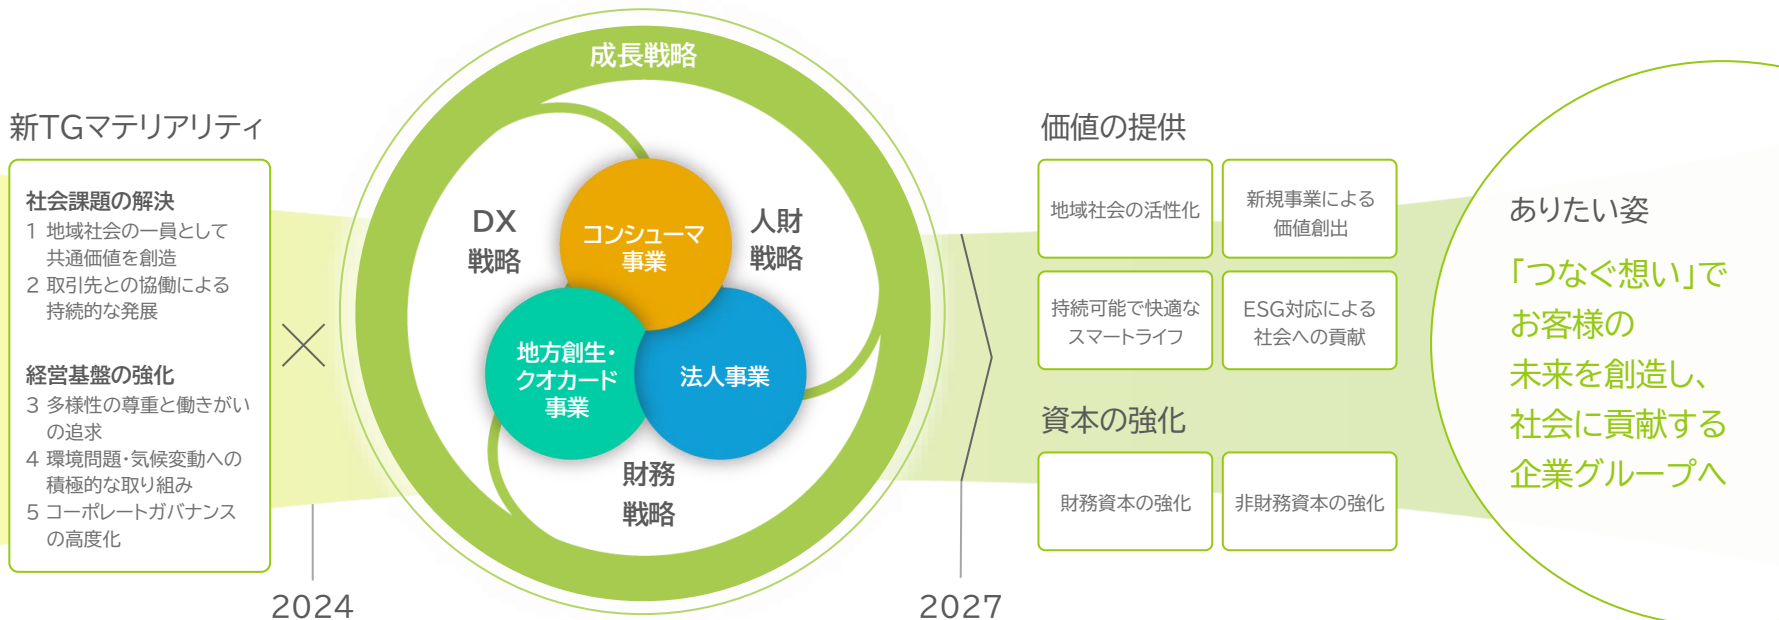 新TGマテリアリティ
社会課題の解決
1 地域社会の一員として
共通価値を創造
2 取引先との協働による
持続的な発展
経営基盤の強化
3 多様性の尊重と働きがい
の追求
4 環境問題・気候変動への
積極的な取り組み
5 コーポレートガバナンス
の高度化
2024
成長戦略
DX
戦略
人財
戦略
財務
戦略
コンシューマ
事業
地方創生・
クオカード
事業
法人事業
2027
価値の提供
地域社会の活性化
新規事業による
価値創出
持続可能で快適な
スマートライフ
ESG対応による
社会への貢献
資本の強化
財務資本の強化
非財務資本の強化
ありたい姿
「つなぐ想い」で
お客様の
未来を創造し、
社会に貢献する
企業グループへ